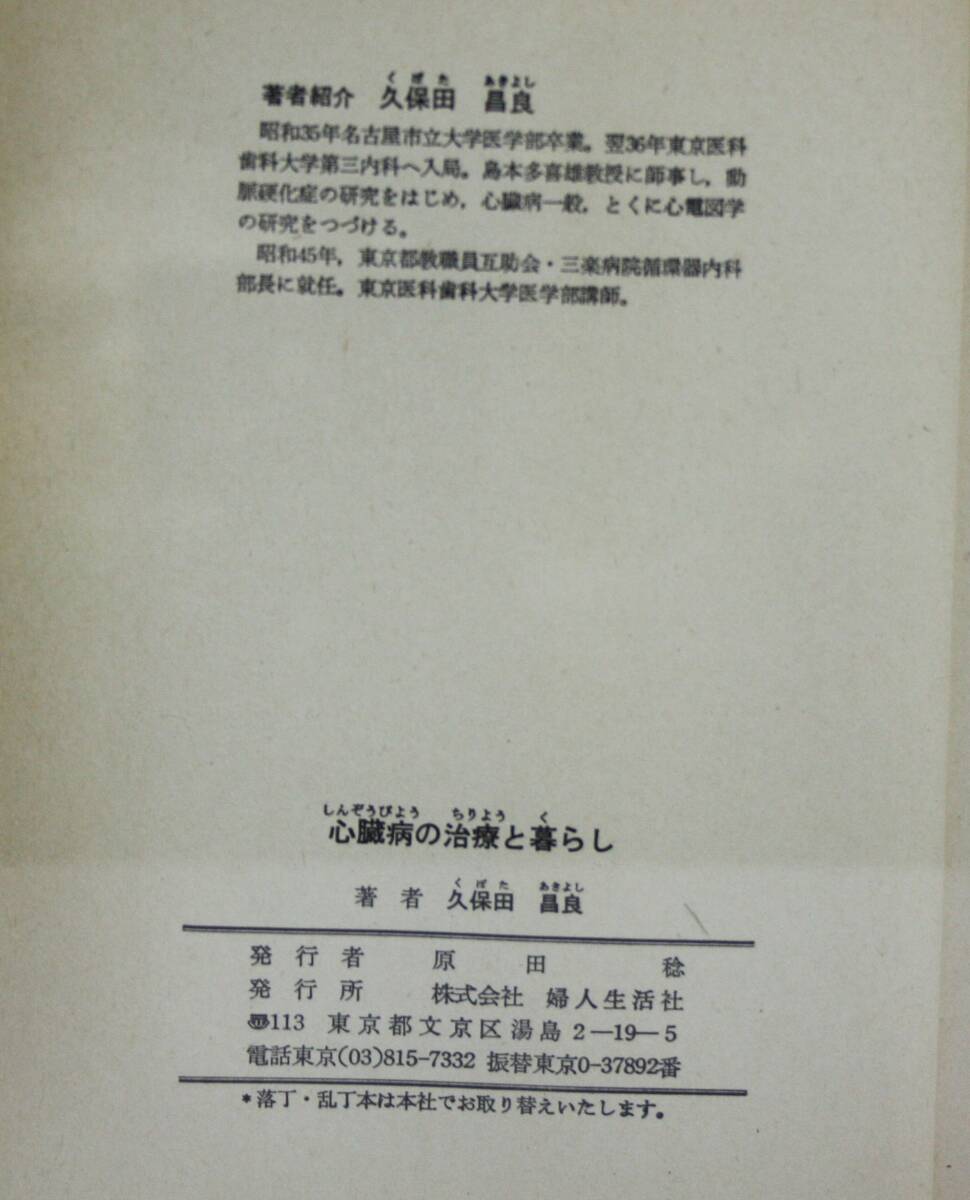 くぼた あきよし
著者紹介 久保田 昌良
昭和35年名古屋市立大学医学部卒業。翌36年東京医科
歯科大学第三内科へ入局。島本多喜雄教授に師事し，動
脈硬化症の研究をはじめ，心臓病一般，とくに心電図学
の研究をつづける。
昭和45年，東京都教職員互助会・三楽病院循環器内科
部長に就任。東京医科歯科大学医学部講師。
しんぞうびよう ちりよう く
心臓病の治療と暮らし
くぼた あきよし
著者 久保田 昌良
発行者 原田稔
発行所 株式会社 婦人生活社
〠113 東京都文京区湯島2—19—5
電話東京(03)815-7332 振替東京0-37892番
*落丁・乱丁本は本社でお取り替えいたします。